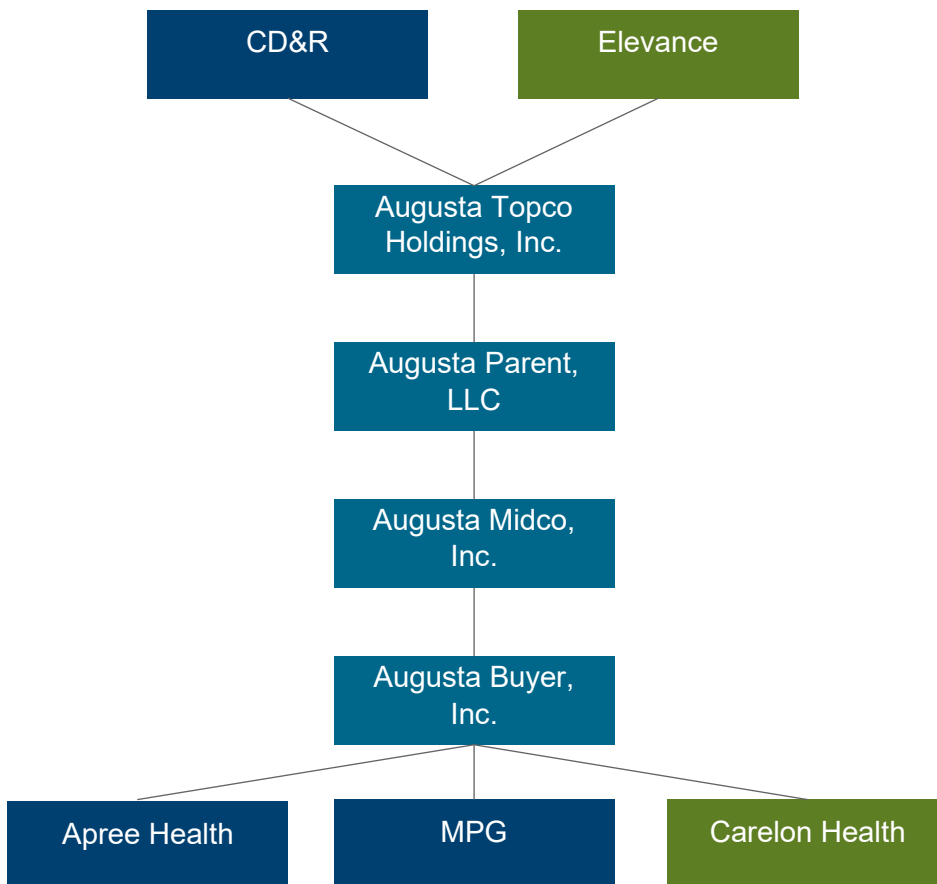 CD&R
Elevance
Augusta Topco
Holdings, Inc.
Augusta Parent,
LLC
Augusta Midco,
Inc.
Augusta Buyer,
Inc.
Apree Health
MPG
Carelon Health